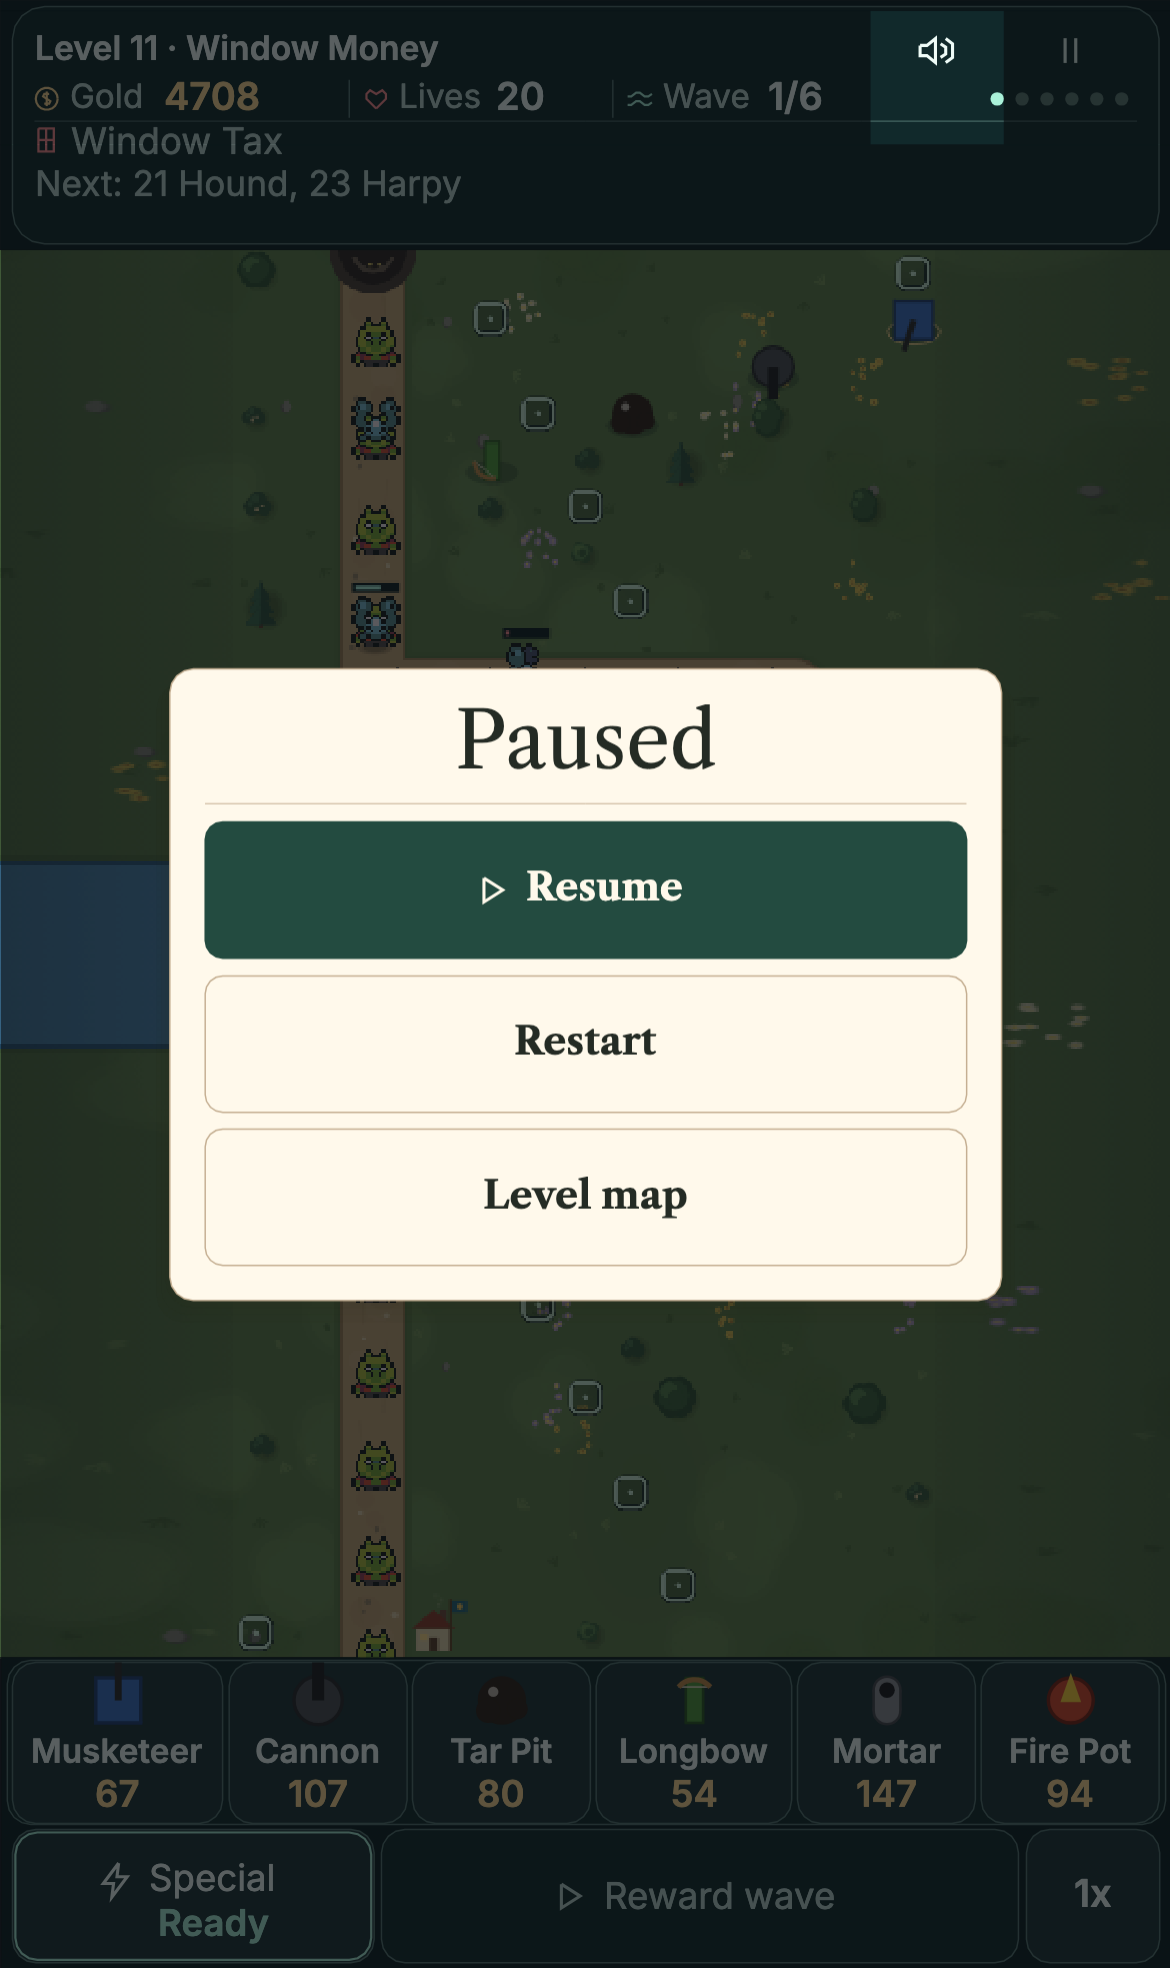 Level 11 · Window Money
Gold 4708 Lives 20 Wave 1/6
Window Tax
Next: 21 Hound, 23 Harpy
Paused
Resume
Restart
Level map
Musketeer Cannon Tar Pit Longbow Mortar Fire Pot
67 107 80 54 147 94
Special
Ready
Reward wave
1x